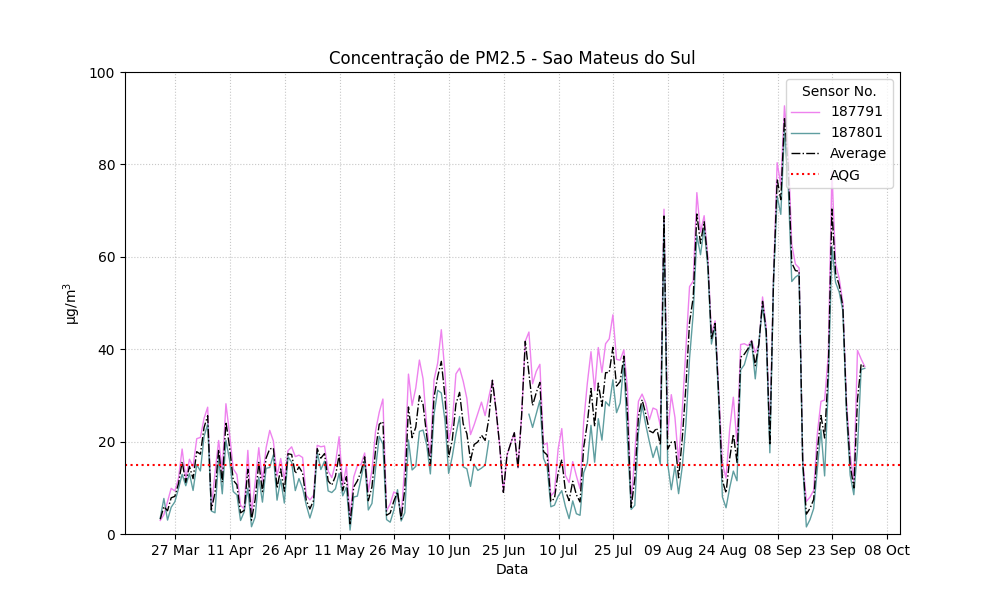 Concentração de PM2.5 - Sao Mateus do Sul
Sensor No.
187791
187801
Average
AQG
100
80
60
40
20
0
µg/m³
27 Mar 11 Apr 26 Apr 11 May 26 May 10 Jun 25 Jun 10 Jul 25 Jul 09 Aug 24 Aug 08 Sep 23 Sep 08 Oct
Data